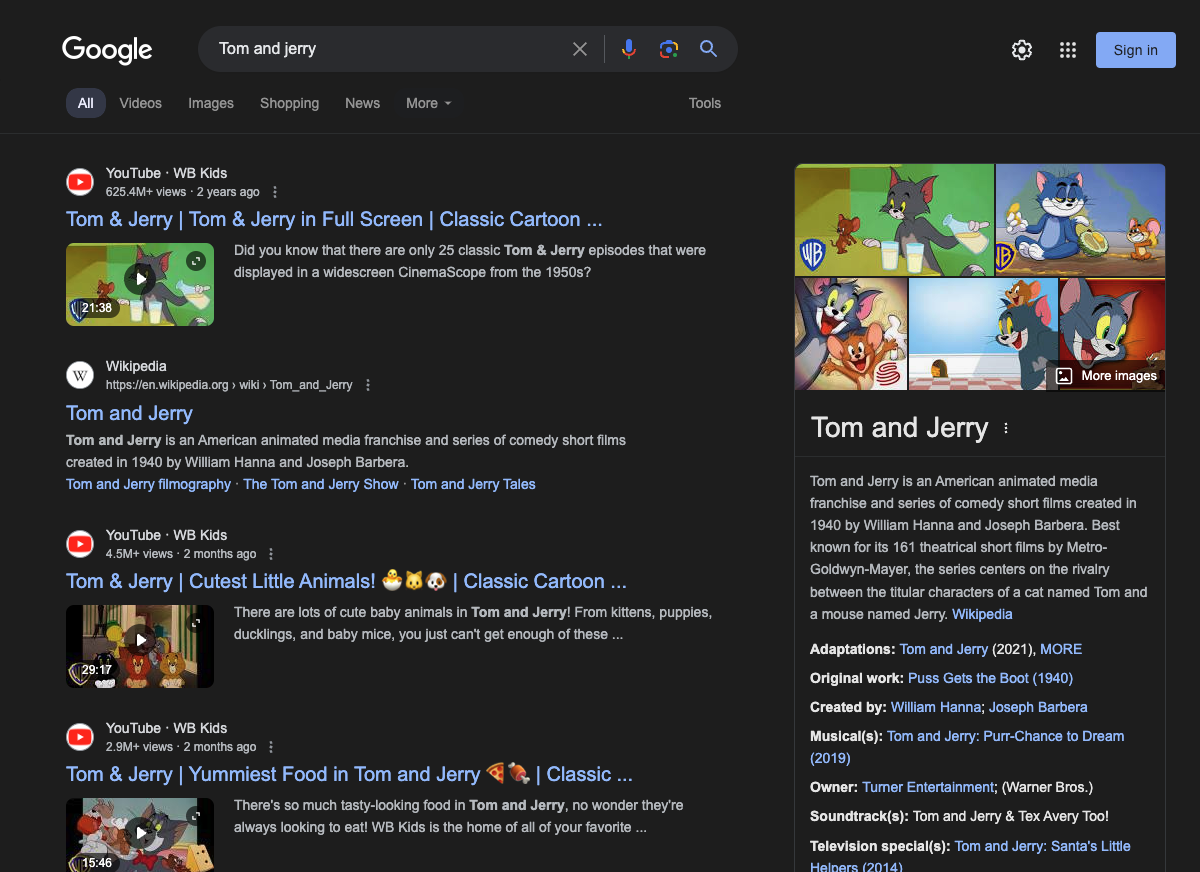 Google
Tom and jerry
Sign in
All Videos Images Shopping News More Tools
YouTube · WB Kids
625.4M+ views · 2 years ago
Tom & Jerry | Tom & Jerry in Full Screen | Classic Cartoon ...
Did you know that there are only 25 classic Tom & Jerry episodes that were
displayed in a widescreen CinemaScope from the 1950s?
21:38
W
Wikipedia
https://en.wikipedia.org › wiki › Tom_and_Jerry
Tom and Jerry
Tom and Jerry is an American animated media franchise and series of comedy short films
created in 1940 by William Hanna and Joseph Barbera.
Tom and Jerry filmography · The Tom and Jerry Show · Tom and Jerry Tales
YouTube · WB Kids
4.5M+ views · 2 months ago
Tom & Jerry | Cutest Little Animals! 🐣🐱🐶 | Classic Cartoon ...
There are lots of cute baby animals in Tom and Jerry! From kittens, puppies,
ducklings, and baby mice, you just can't get enough of these ...
29:17
YouTube · WB Kids
2.9M+ views · 2 months ago
Tom & Jerry | Yummiest Food in Tom and Jerry 🍕🍖 | Classic ...
There's so much tasty-looking food in Tom and Jerry, no wonder they're
always looking to eat! WB Kids is the home of all of your favorite ...
15:46
WB
WB
More images
Tom and Jerry
Tom and Jerry is an American animated media
franchise and series of comedy short films created in
1940 by William Hanna and Joseph Barbera. Best
known for its 161 theatrical short films by Metro-
Goldwyn-Mayer, the series centers on the rivalry
between the titular characters of a cat named Tom and
a mouse named Jerry. Wikipedia
Adaptations: Tom and Jerry (2021), MORE
Original work: Puss Gets the Boot (1940)
Created by: William Hanna; Joseph Barbera
Musical(s): Tom and Jerry: Purr-Chance to Dream
(2019)
Owner: Turner Entertainment; (Warner Bros.)
Soundtrack(s): Tom and Jerry & Tex Avery Too!
Television special(s): Tom and Jerry: Santa's Little
Helpers (2014)